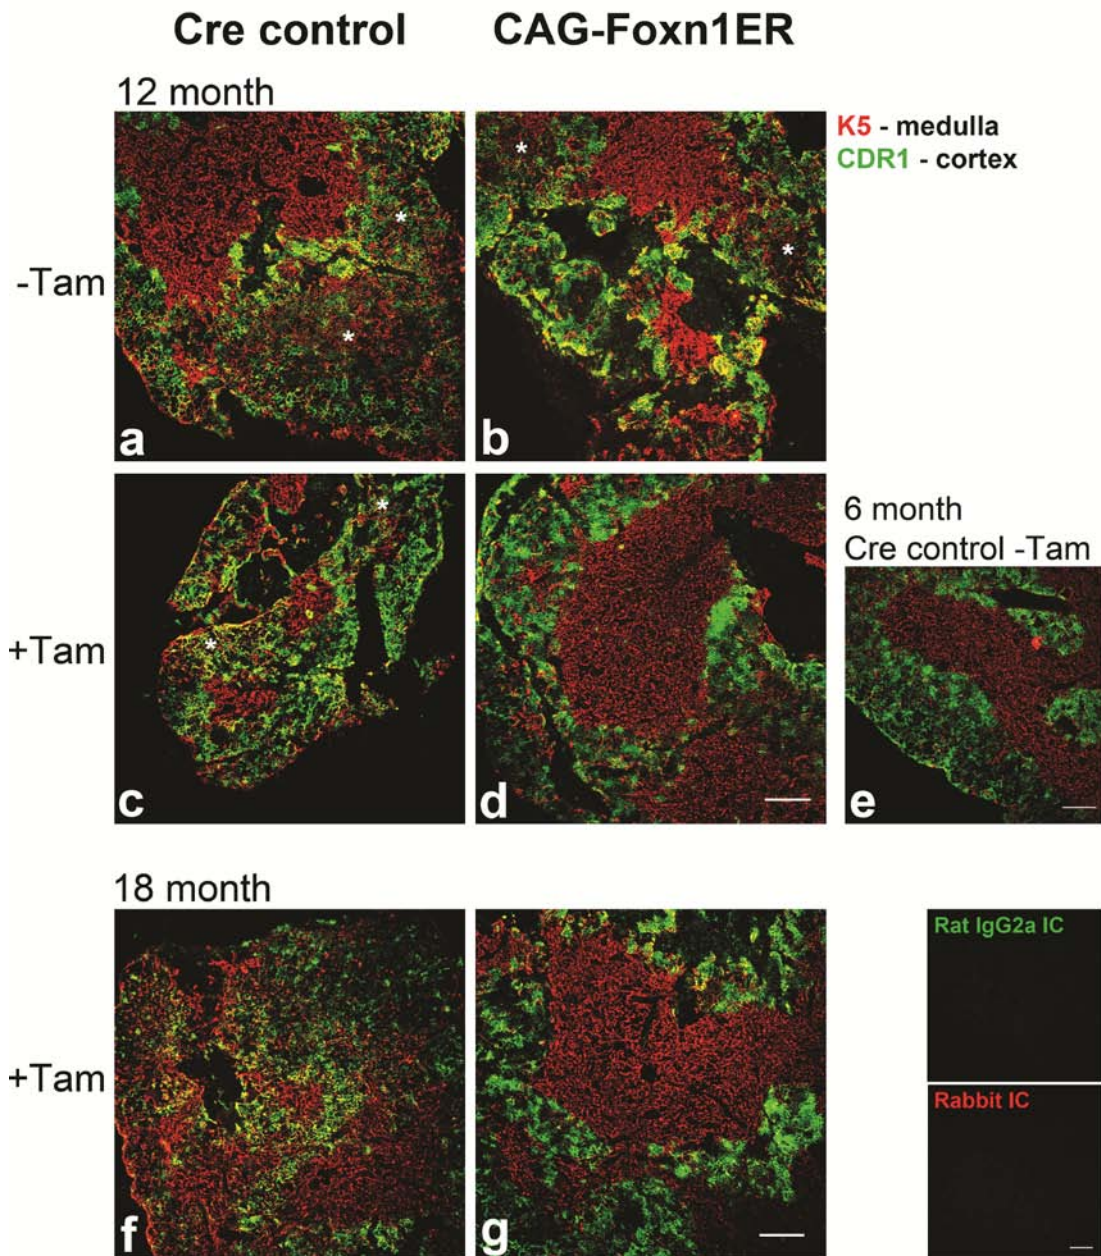 Cre control
CAG-Foxn1ER
12 month
K5 - medulla
CDR1 - cortex
*
*
*
*
-Tam
a
b
6 month
Cre control -Tam
*
*
+Tam
c
d
e
18 month
Rat IgG2a IC
+Tam
Rabbit IC
f
g